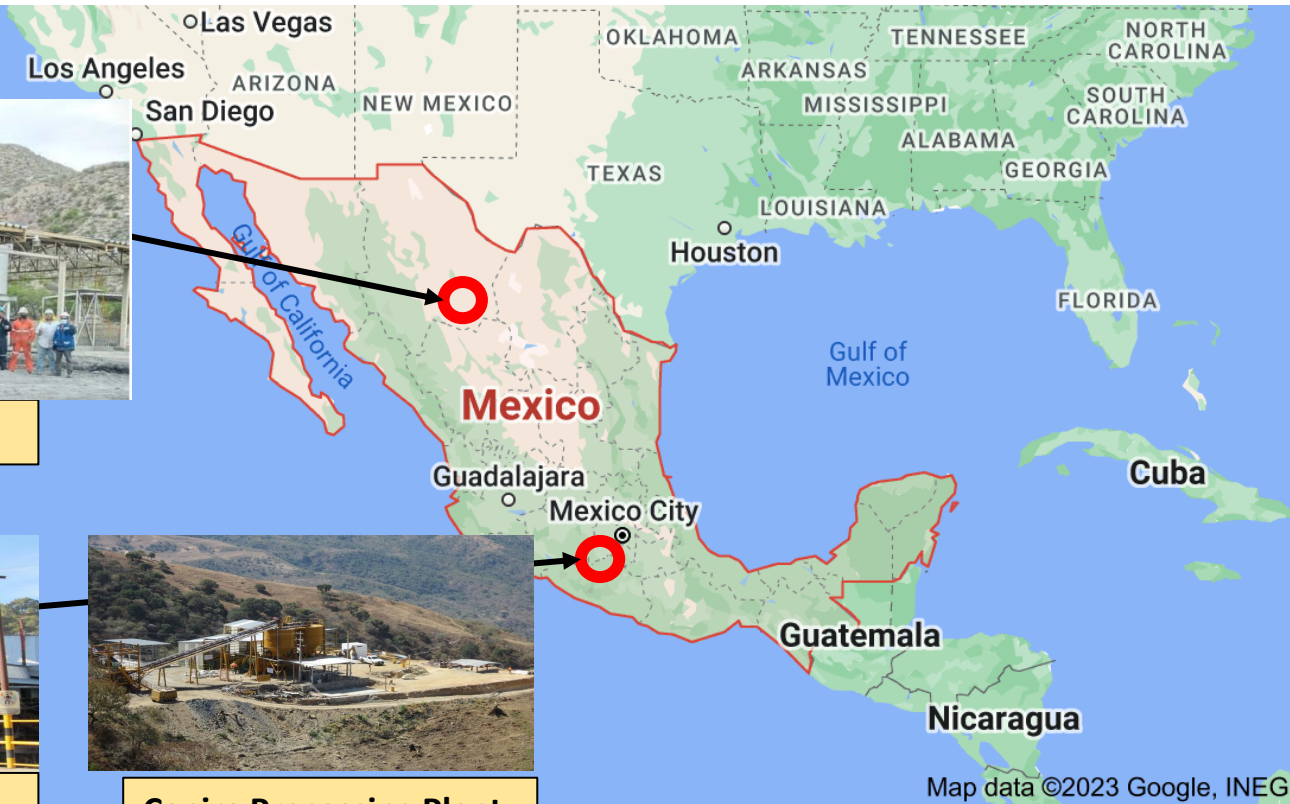 Las Vegas
OKLAHOMA
TENNESSEE
NORTH
CAROLINA
Los Angeles
ARIZONA
NEW MEXICO
ARKANSAS
MISSISSIPPI
SOUTH
CAROLINA
San Diego
ALABAMA
GEORGIA
TEXAS
LOUISIANA
Houston
Gulf of California
FLORIDA
Gulf of
Mexico
Mexico
Guadalajara
Mexico City
Cuba
Guatemala
Nicaragua
Processing Plant
Map data ©2023 Google, INEG